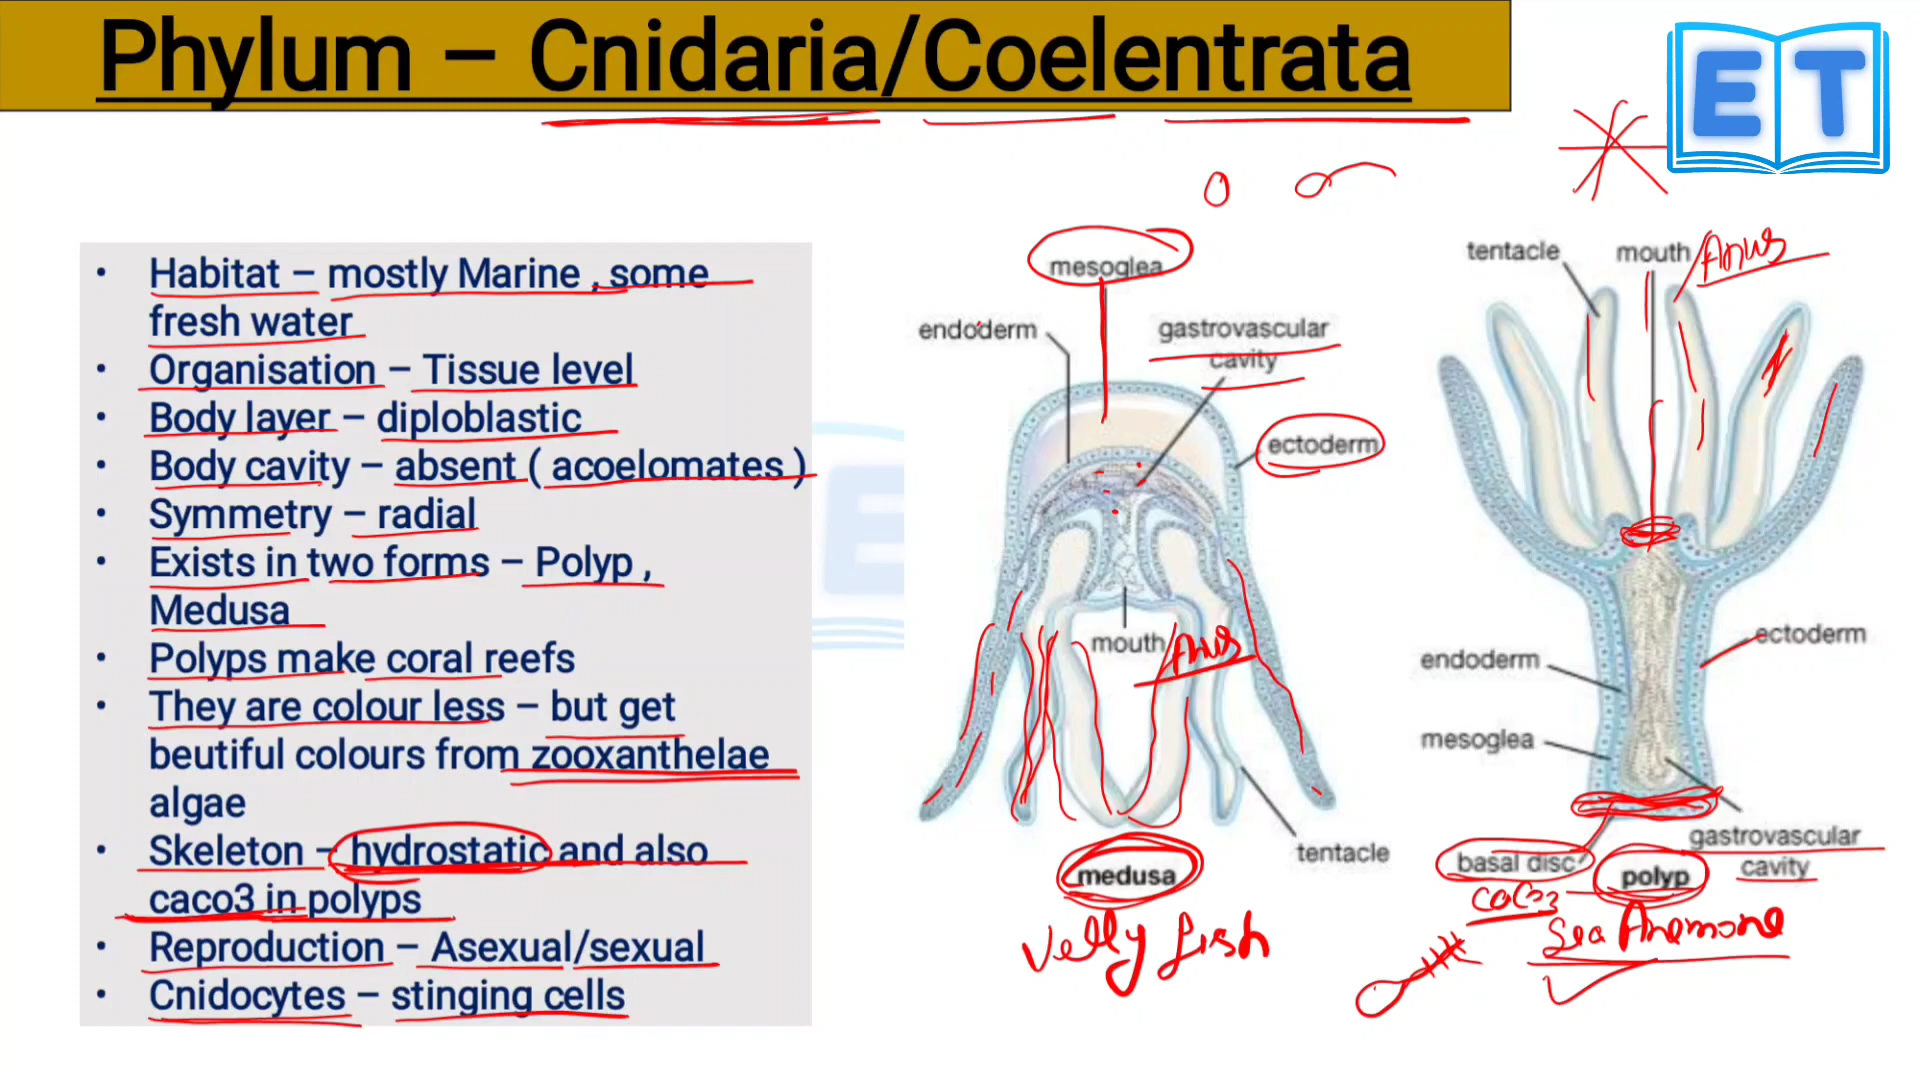 Phylum – Cnidaria/Coelentrata
ET
• Habitat – mostly Marine , some
fresh water
• Organisation – Tissue level
• Body layer – diploblastic
• Body cavity – absent ( acoelomates )
• Symmetry – radial
• Exists in two forms – Polyp ,
Medusa
• Polyps make coral reefs
• They are colour less – but get
beutiful colours from zooxanthelae
algae
• Skeleton – hydrostatic and also
caco3 in polyps
• Reproduction – Asexual/sexual
• Cnidocytes – stinging cells
mesoglea
endoderm
gastrovascular
cavity
ectoderm
mouth
Anus
tentacle
medusa
Jelly fish
tentacle
mouth
Anus
ectoderm
endoderm
mesoglea
gastrovascular
cavity
basal disc
polyp
CaCo3
Sea Anemone